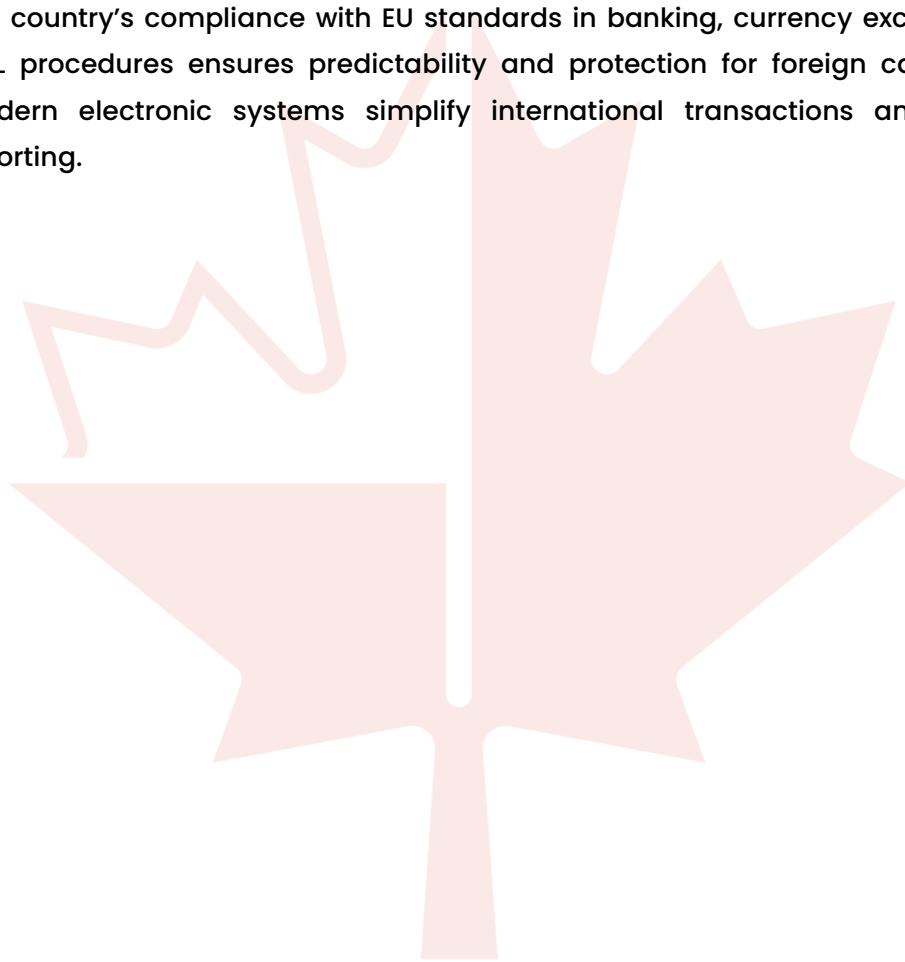 country's compliance with EU standards in banking, currency
procedures ensures predictability and protection for foreign
electronic systems simplify international transactions